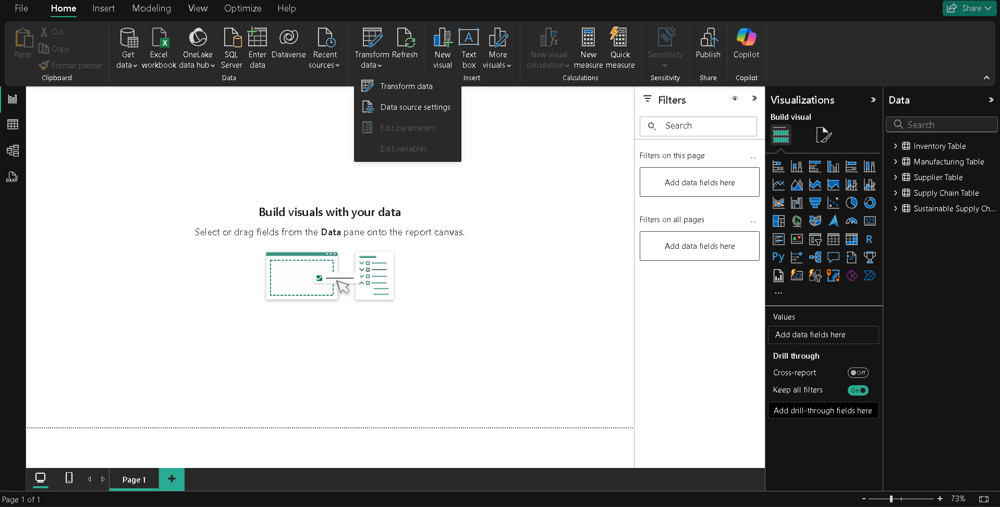 File Home Insert Modeling View Optimize Help Share
Paste
Cut
Copy
Format painter
Clipboard
Get data
Excel workbook
OneLake data hub
SQL Server
Enter data
Dataverse
Recent sources
Data
Transform data
Refresh
New visual
Text box
More visuals
Insert
New visual calculation
New measure
Quick measure
Calculations
Sensitivity
Sensitivity
Publish
Share
Copilot
Copilot
Transform data
Data source settings
Edit parameters
Edit variables
Build visuals with your data
Select or drag fields from the Data pane onto the report canvas.
Filters
Search
Filters on this page ...
Add data fields here
Filters on all pages ...
Add data fields here
Visualizations
Build visual
123
R
Py
123
...
Values
Add data fields here
Drill through
Cross-report Off
Keep all filters On
Add drill-through fields here
Data
Search
Inventory Table
Manufacturing Table
Supplier Table
Supply Chain Table
Sustainable Supply Ch...
DAX
Page 1 +
Page 1 of 1
- + 73%